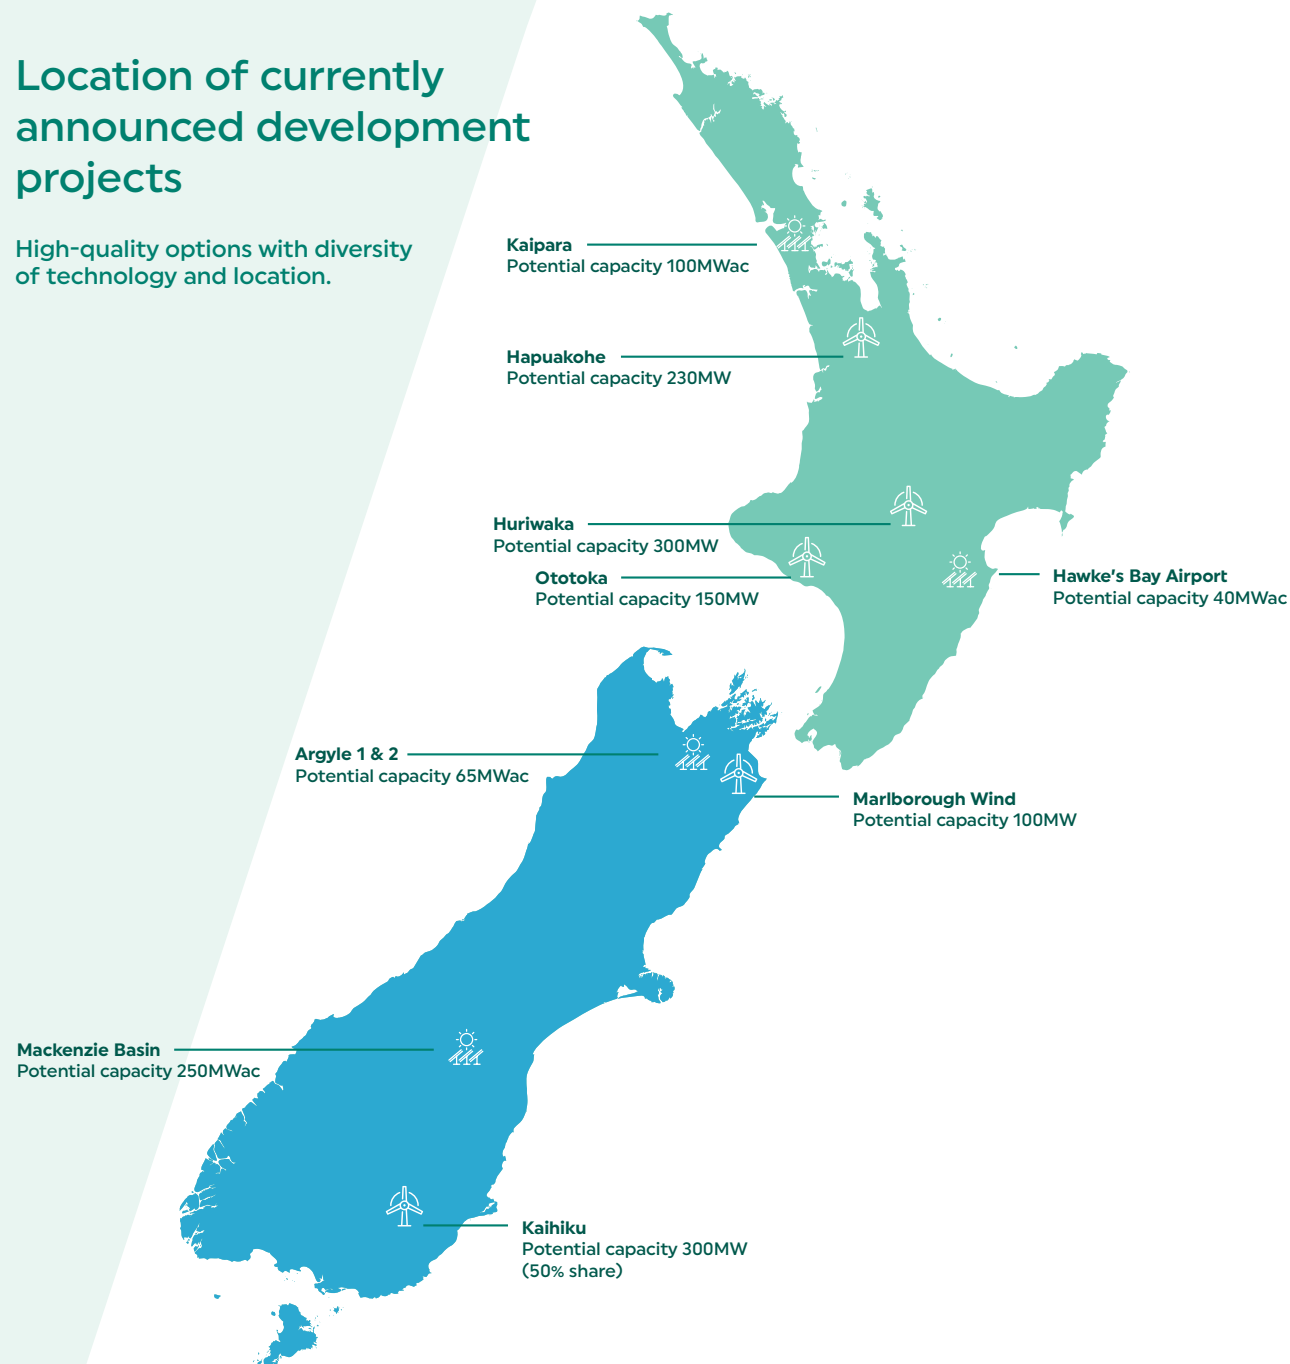 Location of currently
announced development
projects
High-quality options with diversity
of technology and location.
Kaipara
Potential capacity 100MWac
Hapuakohe
Potential capacity 230MW
Huriwaka
Potential capacity 300MW
Ototoka
Potential capacity 150MW
Hawke's Bay Airport
Potential capacity 40MWac
Argyle 1 & 2
Potential capacity 65MWac
Marlborough Wind
Potential capacity 100MW
Mackenzie Basin
Potential capacity 250MWac
Kaihiku
Potential capacity 300MW
(50% share)